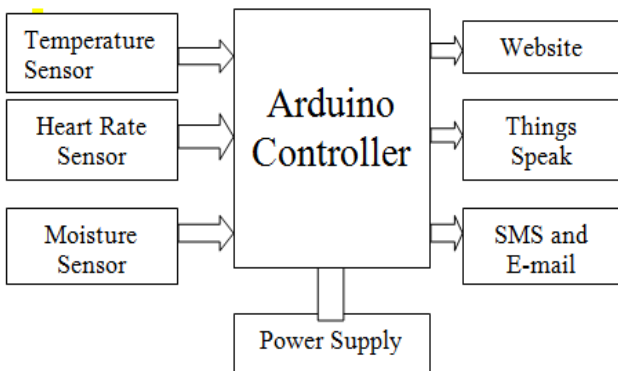 Temperature
Sensor
Heart Rate
Sensor
Moisture
Sensor
Arduino
Controller
Website
Things
Speak
SMS and
E-mail
Power Supply